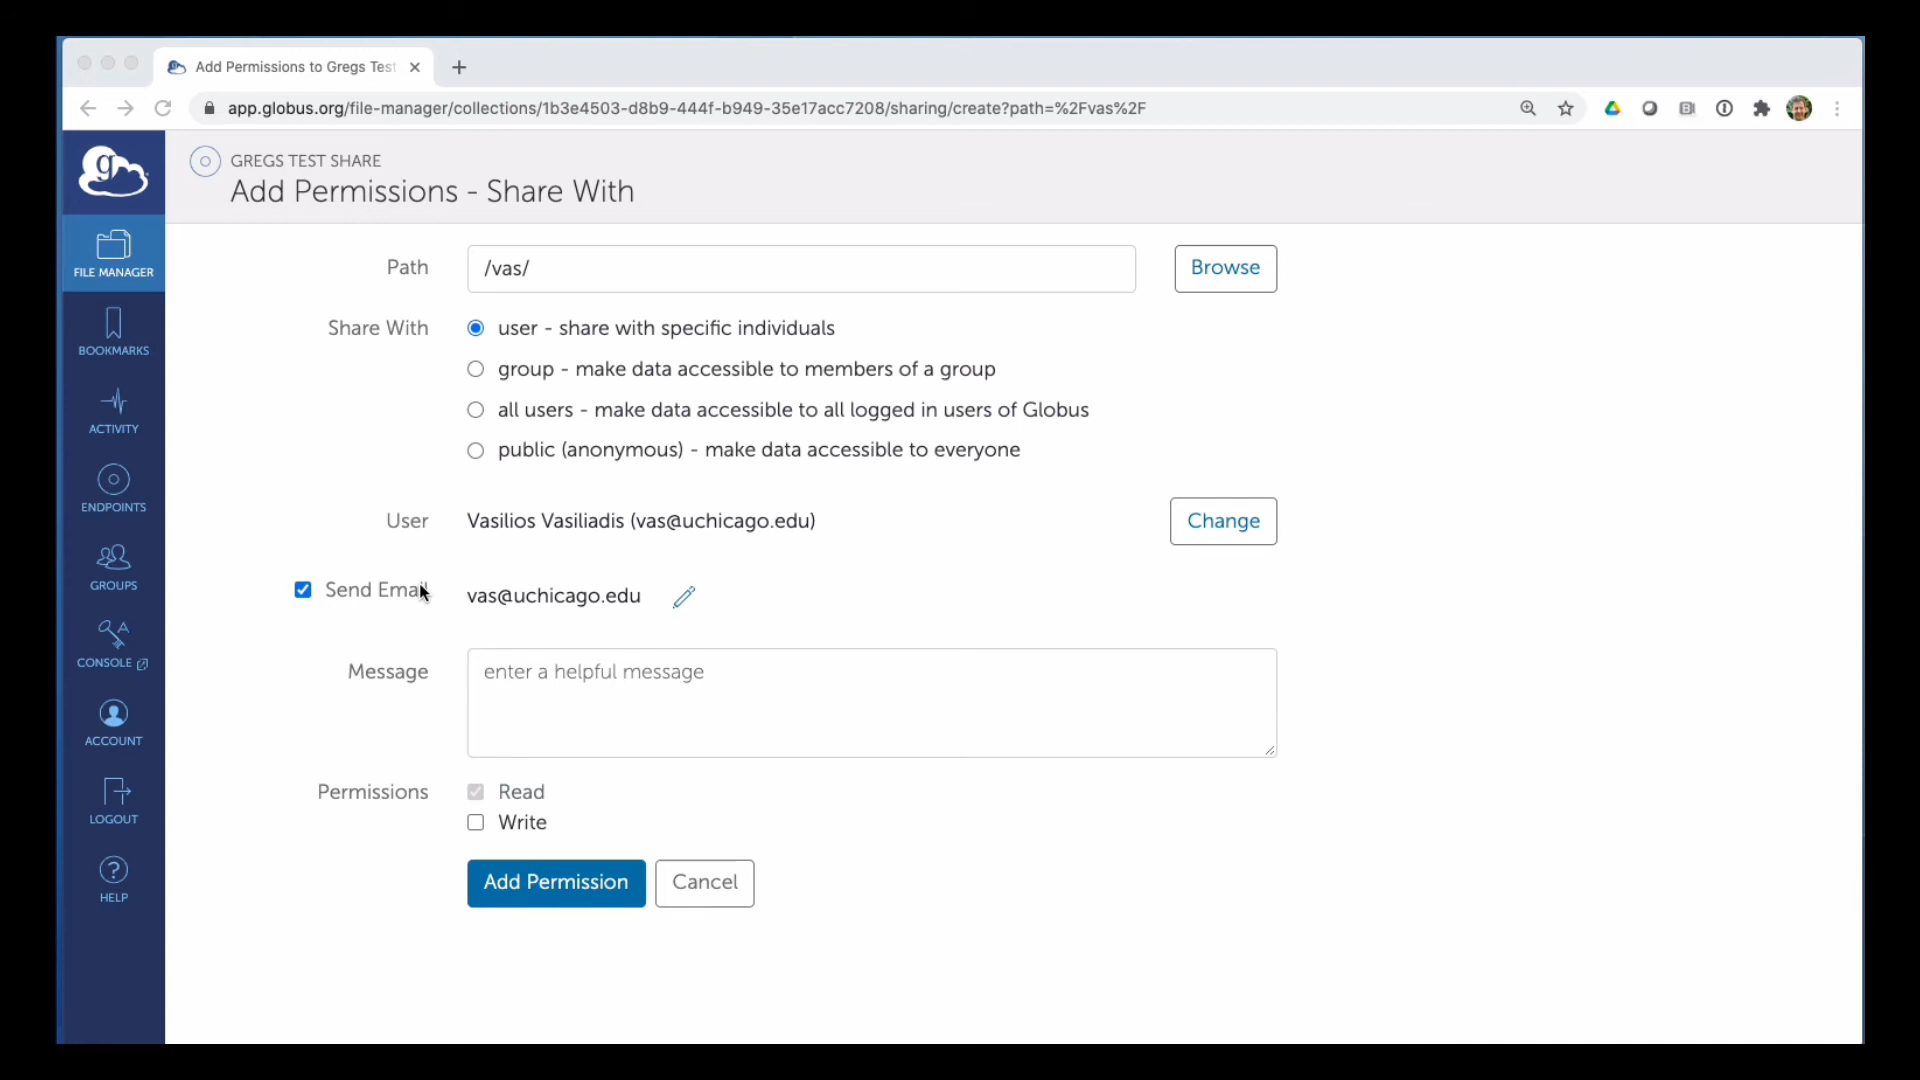 Add Permissions to Gregs Test
app.globus.org/file-manager/collections/1b3e4503-d8b9-444f-b949-35e17acc7208/sharing/create?path=%2Fvas%2F
g
GREGS TEST SHARE
Add Permissions - Share With
FILE MANAGER
BOOKMARKS
ACTIVITY
ENDPOINTS
GROUPS
CONSOLE
ACCOUNT
LOGOUT
HELP
Path /vas/ Browse
Share With user - share with specific individuals
group - make data accessible to members of a group
all users - make data accessible to all logged in users of Globus
public (anonymous) - make data accessible to everyone
User Vasilios Vasiliadis (vas@uchicago.edu) Change
Send Email vas@uchicago.edu
Message enter a helpful message
Permissions Read
Write
Add Permission Cancel